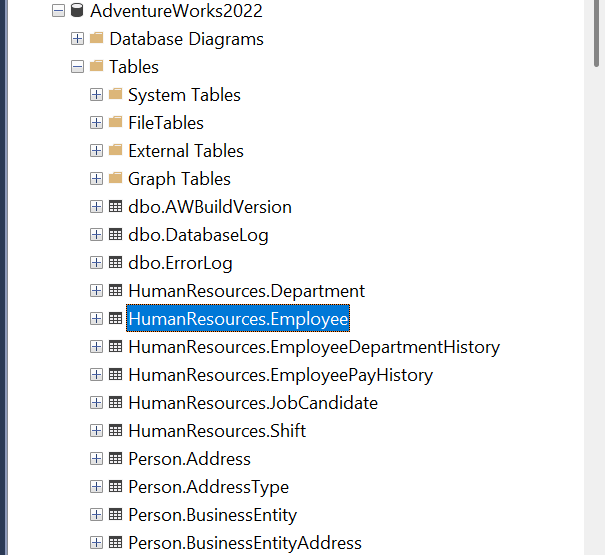 AdventureWorks2022
Database Diagrams
Tables
System Tables
FileTables
External Tables
Graph Tables
dbo.AWBuildVersion
dbo.DatabaseLog
dbo.ErrorLog
HumanResources.Department
HumanResources.Employee
HumanResources.EmployeeDepartmentHistory
HumanResources.EmployeePayHistory
HumanResources.JobCandidate
HumanResources.Shift
Person.Address
Person.AddressType
Person.BusinessEntity
Person.BusinessEntityAddress